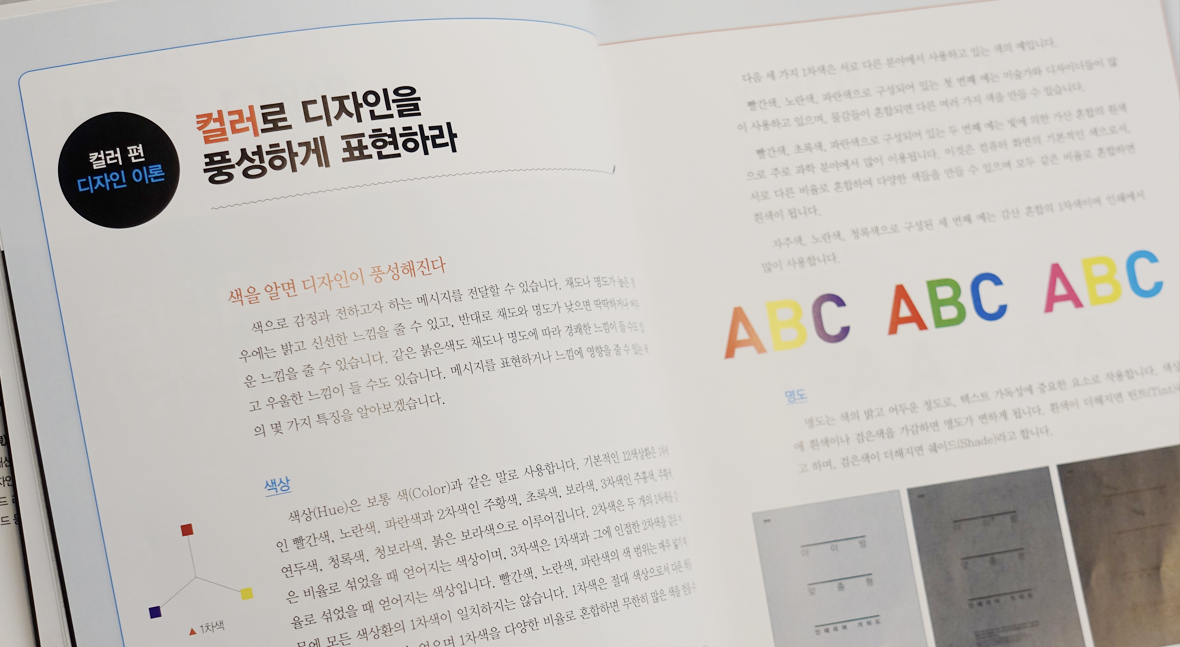 컬러 편
디자인 이론
컬러로 디자인을
풍성하게 표현하라
색을 알면 디자인이 풍성해진다
색으로 감정과 전하고자 하는 메시지를 전달할 수 있습니다. 채도나 명도가 높은
우에는 밝고 신선한 느낌을 줄 수 있고, 반대로 채도와 명도가 낮으면 딱딱하거나
운 느낌을 줄 수 있습니다. 같은 붉은색도 채도나 명도에 따라 경쾌한 느낌이 들 수도
고 우울한 느낌이 들 수도 있습니다. 메시지를 표현하거나 느낌에 영향을 줄 수 있는
의 몇 가지 특징을 알아보겠습니다.
색상
색상(Hue)은 보통 색(Color)과 같은 말로 사용합니다. 기본적인 12색상환은
인 빨간색, 노란색, 파란색과 2차색인 주황색, 초록색, 보라색, 3차색인 주홍색,
연두색, 청록색, 청보라색, 붉은 보라색으로 이루어집니다. 2차색은 두 개의 1차색을
은 비율로 섞었을 때 얻어지는 색상이며, 3차색은 1차색과 그에 인접한 2차색을 같은
율로 섞었을 때 얻어지는 색상입니다. 빨간색, 노란색, 파란색의 색 범위는 매우 넓기
문에 모든 색상환의 1차색이 일치하지는 않습니다. 1차색은 절대 색상으로서 다른
없으며 1차색을 다양한 비율로 혼합하면 무한히 많은 색을
▲ 1차색
다음 세 가지 1차색은 서로 다른 분야에서 사용하고 있는 색의 예입니다.
빨간색, 노란색, 파란색으로 구성되어 있는 첫 번째 예는 미술가와 디자이너들이 많
이 사용하고 있으며, 물감들이 혼합되면 다른 여러 가지 색을 만들 수 있습니다.
빨간색, 초록색, 파란색으로 구성되어 있는 두 번째 예는 빛에 의한 가산 혼합의 흰색
으로 주로 과학 분야에서 많이 이용됩니다. 이것은 컴퓨터 화면의 기본적인 색으로서,
서로 다른 비율로 혼합하여 다양한 색들을 만들 수 있으며 모두 같은 비율로 혼합하면
흰색이 됩니다.
자주색, 노란색, 청록색으로 구성된 세 번째 예는 감산 혼합의 1차색이며 인쇄에서
많이 사용합니다.
ABC ABC ABC
명도
명도는 색의 밝고 어두운 정도로, 텍스트 가독성에 중요한 요소로 작용합니다. 색상
에 흰색이나 검은색을 가감하면 명도가 변하게 됩니다. 흰색이 더해지면 틴트(Tint)
고 하며, 검은색이 더해지면 쉐이드(Shade)라고 합니다.
아 이 방
맞 춤 형